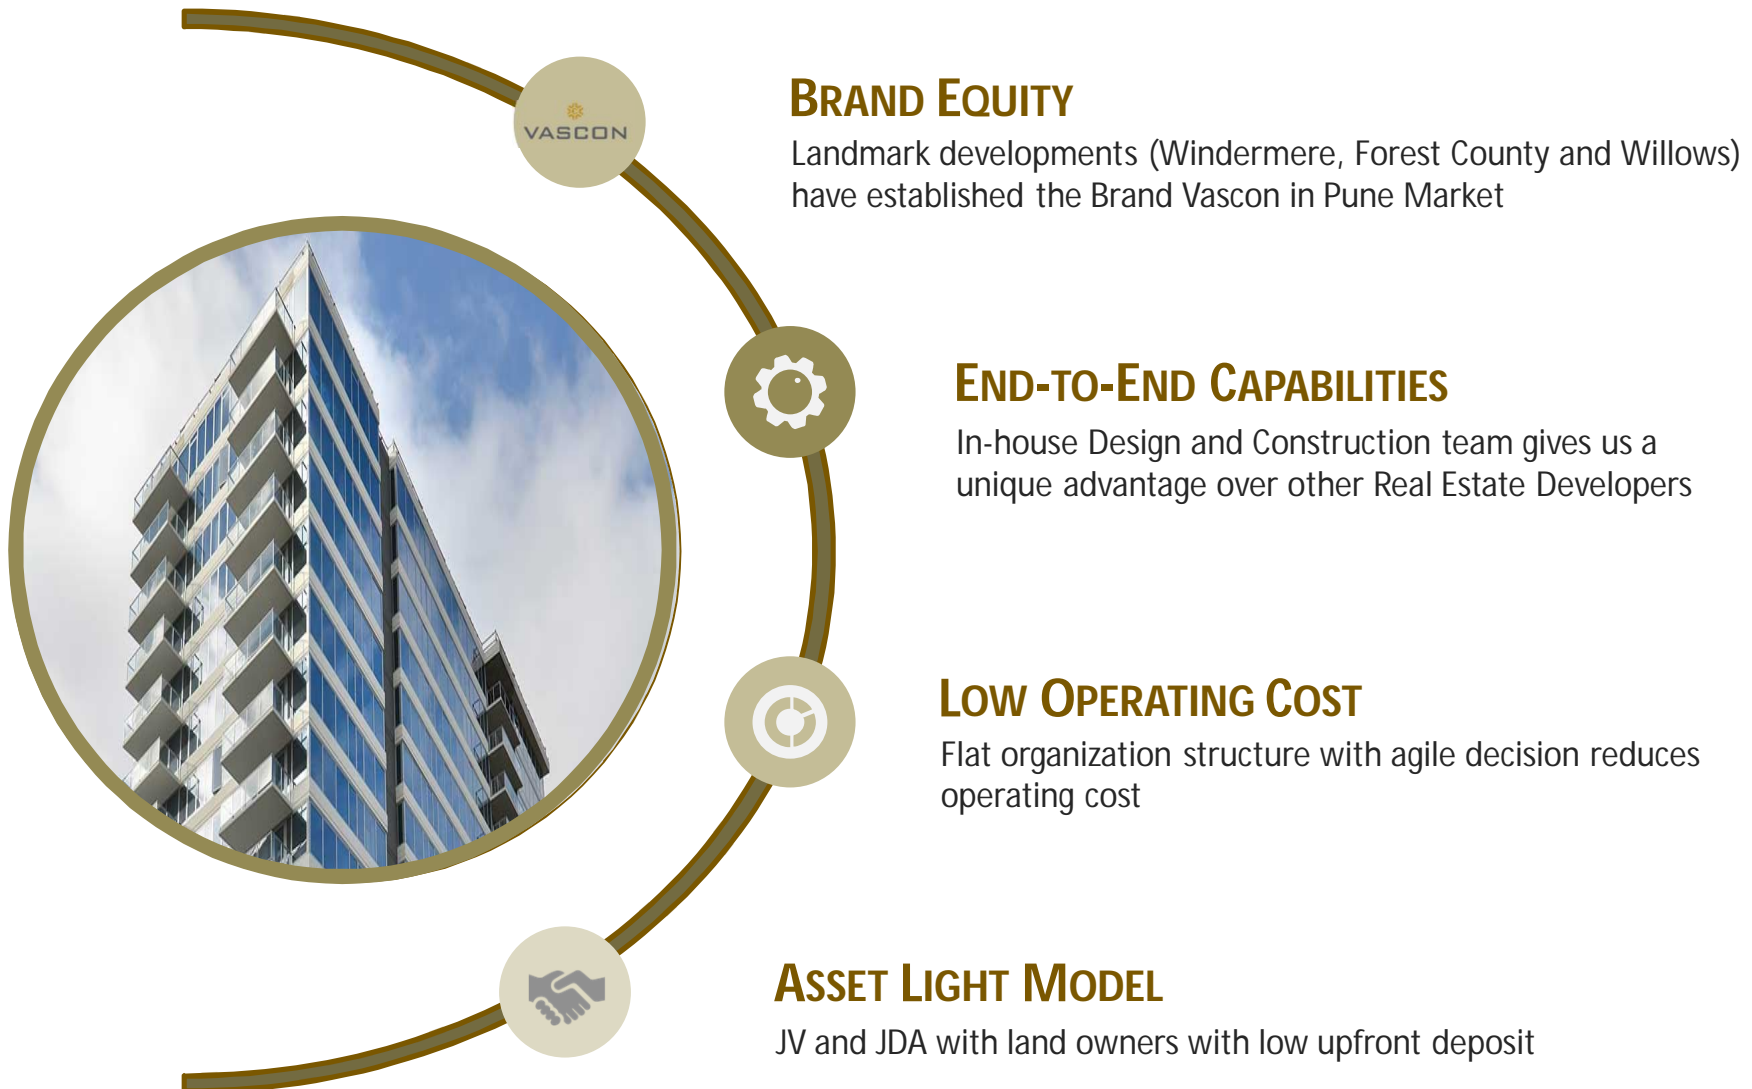 VASCON
BRAND EQUITY
Landmark developments (Windermere, Forest County and Willows)
have established the Brand Vascon in Pune Market
END-TO-END CAPABILITIES
In-house Design and Construction team gives us a
unique advantage over other Real Estate Developers
LOW OPERATING COST
Flat organization structure with agile decision reduces
operating cost
ASSET LIGHT MODEL
JV and JDA with land owners with low upfront deposit